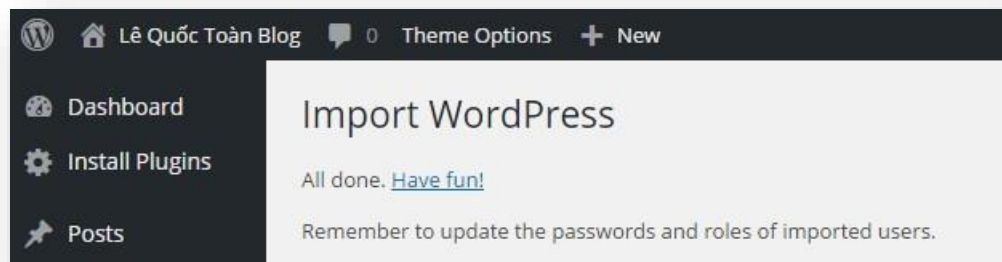 Lê Quốc Toàn Blog 0 Theme Options + New
Dashboard
Install Plugins
Posts
Import WordPress
All done. Have fun!
Remember to update the passwords and roles of imported users.